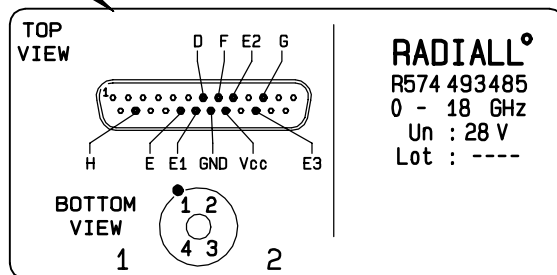 TOP
VIEW
D F E2 G
1
H E E1 GND Vcc E3
BOTTOM
VIEW
1 2
4 3
1 2
RADIALL°
R574 493485
0 - 18 GHz
Un : 28 V
Lot : ----